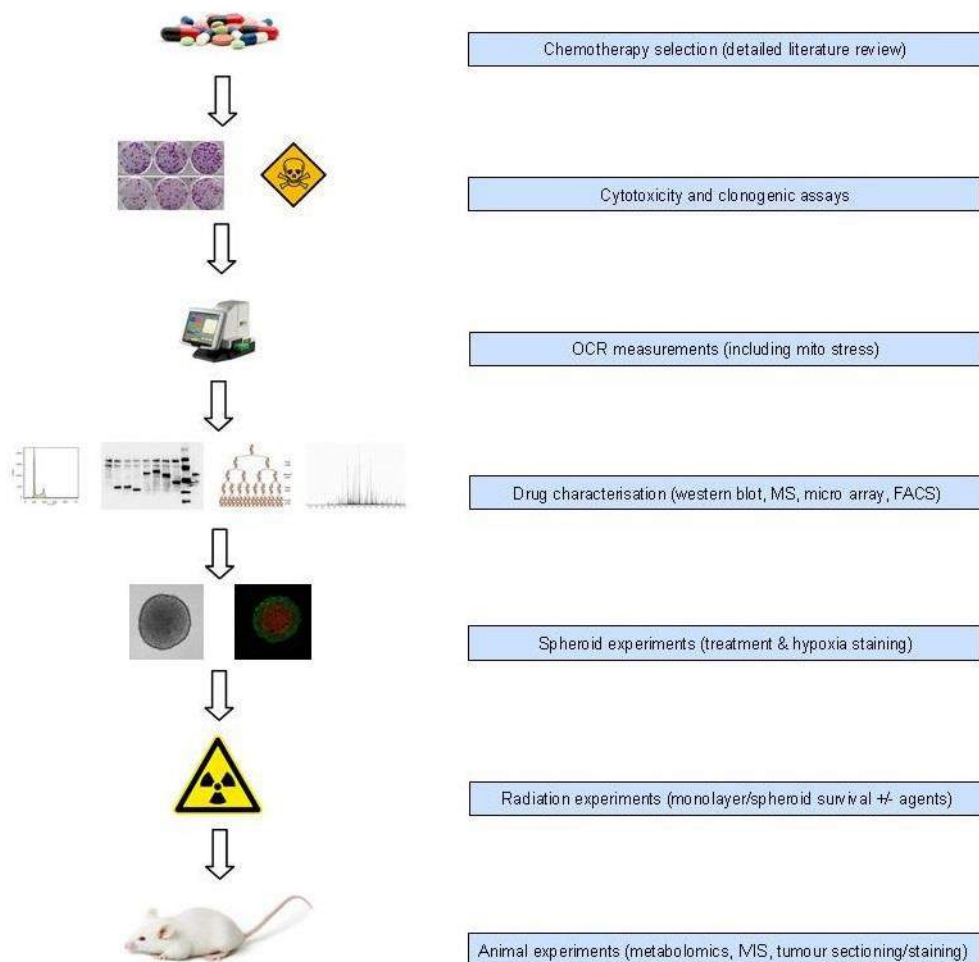 Chemotherapy selection (detailed literature review)
Cytotoxicity and clonogenic assays
OCR measurements (including mito stress)
Drug characterisation (western blot, MS, micro array, FACS)
Spheroid experiments (treatment & hypoxia staining)
Radiation experiments (monolayer/spheroid survival +/- agents)
Animal experiments (metabolomics, IVIS, tumour sectioning/staining)